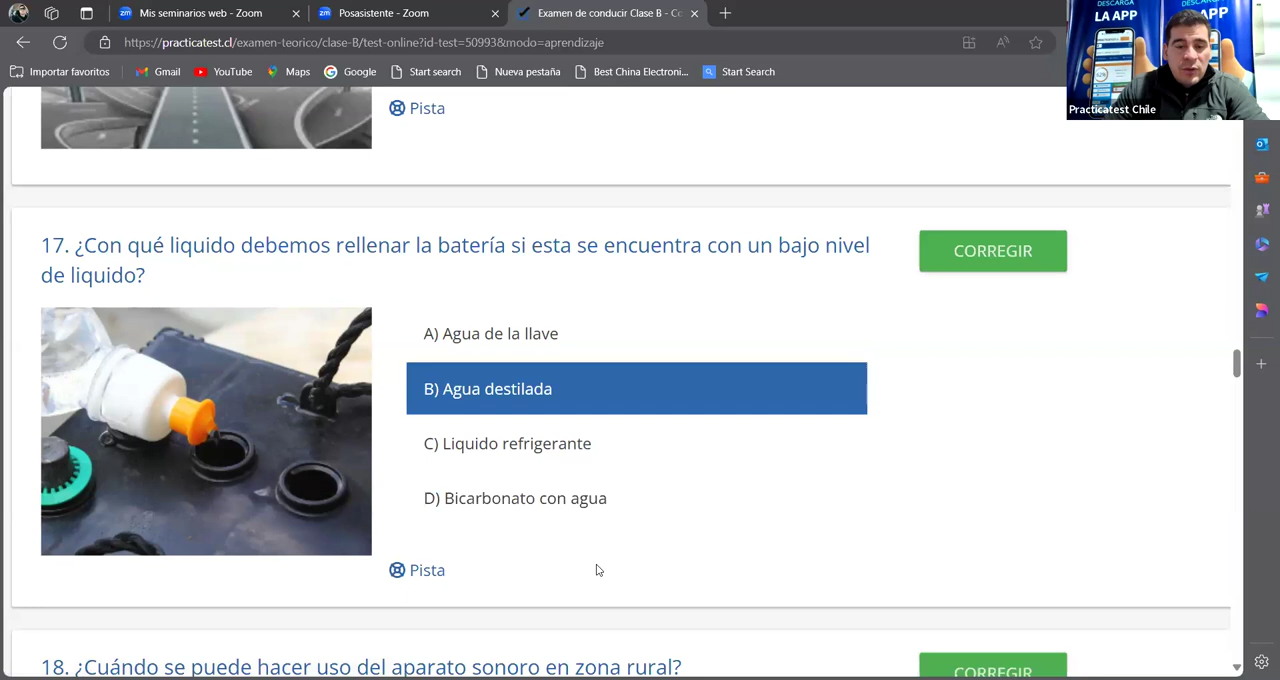 Mis seminarios web - Zoom
Posasistente - Zoom
Examen de conducir Clase B - Co
https://practicatest.cl/examen-teorico/clase-B/test-online?id-test=50993&modo=aprendizaje
Importar favoritos
Gmail
YouTube
Maps
Google
Start search
Nueva pestaña
Best China Electroni...
Start Search
DESCARGA
LA APP
DESCARGA
LA APP
Practicatest Chile
Pista
17. ¿Con qué liquido debemos rellenar la batería si esta se encuentra con un bajo nivel
de liquido?
CORREGIR
A) Agua de la llave
B) Agua destilada
C) Liquido refrigerante
D) Bicarbonato con agua
Pista
18. ¿Cuándo se puede hacer uso del aparato sonoro en zona rural?
CORREGIR